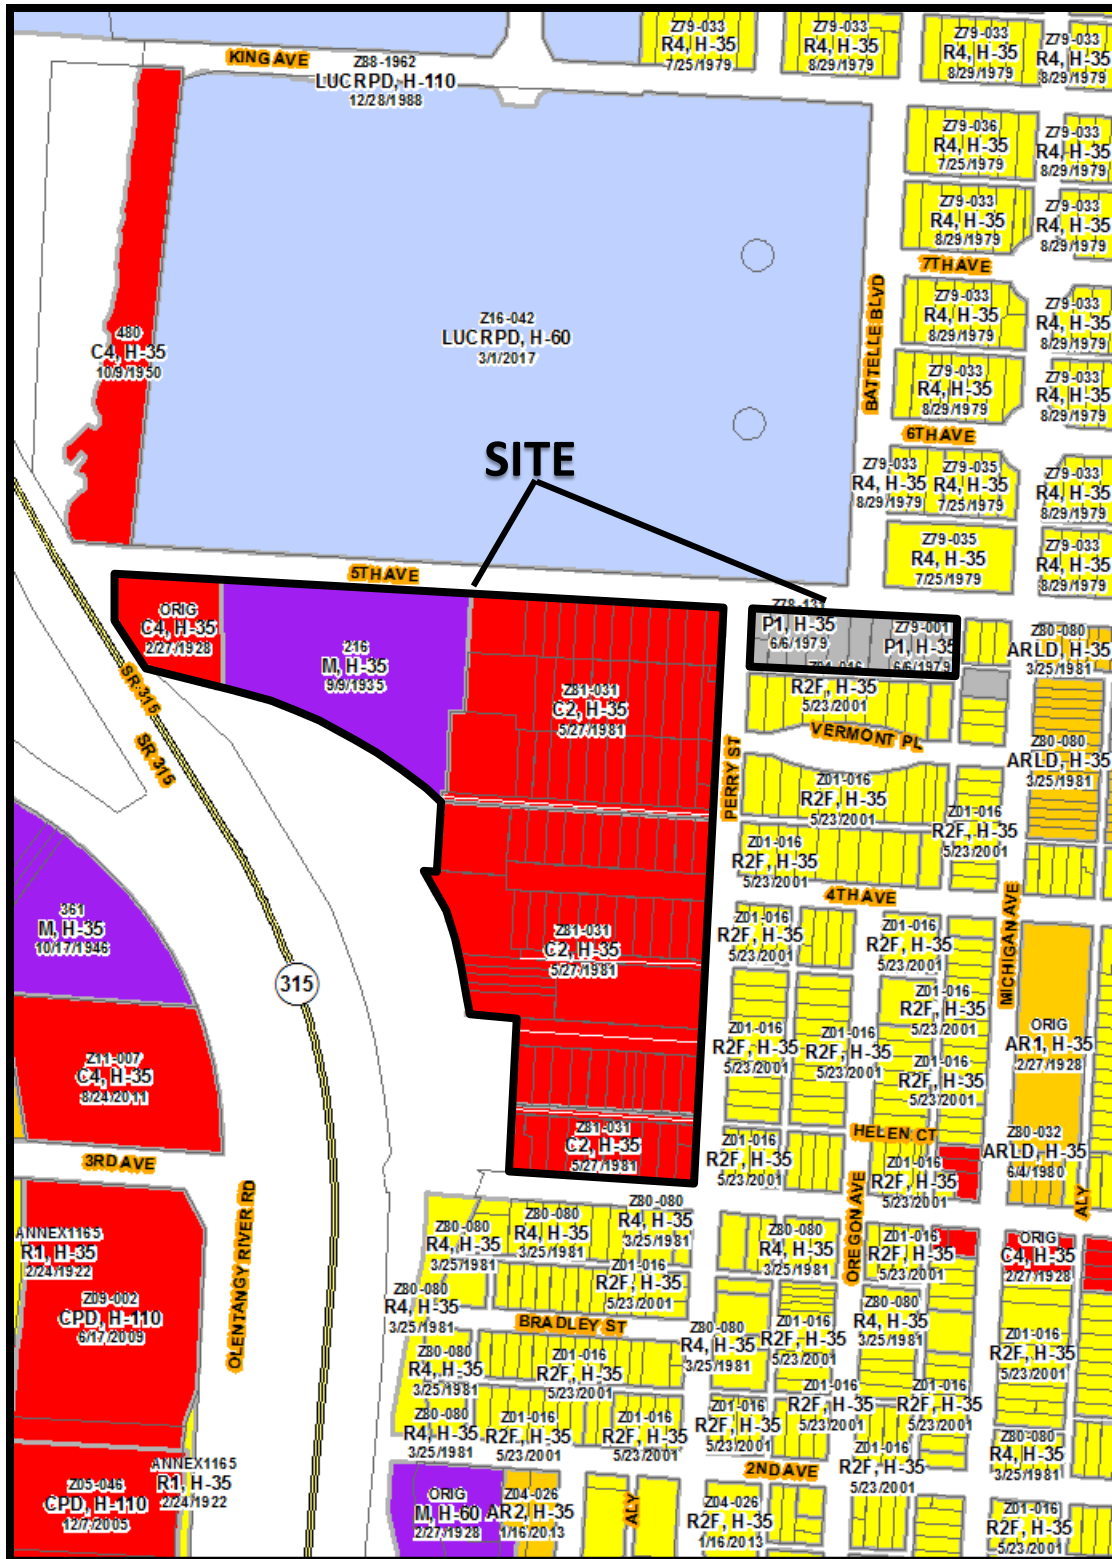 Z79-033
R4, H-35
7/25/1979
Z79-033
R4, H-35
8/29/1979
Z79-033
R4, H-35
8/29/1979
Z79-033
R4, H-35
8/29/1979
KING AVE
Z88-1962
LUCRPD, H-110
12/28/1988
Z79-036
R4, H-35
7/25/1979
Z79-033
R4, H-35
8/29/1979
Z79-033
R4, H-35
8/29/1979
Z79-033
R4, H-35
8/29/1979
7TH AVE
480
C4, H-35
10/9/1950
Z16-042
LUCRPD, H-60
3/1/2017
BATTELLE BLVD
Z79-033
R4, H-35
8/29/1979
Z79-033
R4, H-35
8/29/1979
Z79-033
R4, H-35
8/29/1979
Z79-033
R4, H-35
8/29/1979
6TH AVE
SITE
Z79-033
R4, H-35
8/29/1979
Z79-035
R4, H-35
7/25/1979
Z79-033
R4, H-35
8/29/1979
Z79-035
R4, H-35
7/25/1979
Z79-033
R4, H-35
8/29/1979
5TH AVE
ORIG
C4, H-35
2/27/1928
216
M, H-35
9/9/1935
Z81-031
C2, H-35
5/27/1981
Z78-131
P1, H-35
6/6/1979
Z79-001
P1, H-35
6/6/1979
Z80-080
ARLD, H-35
3/25/1981
Z01-016
R2F, H-35
5/23/2001
VERMONT PL
SR 315
SR 315
PERRY ST
Z01-016
R2F, H-35
5/23/2001
Z80-080
ARLD, H-35
3/25/1981
Z01-016
R2F, H-35
5/23/2001
Z01-016
R2F, H-35
5/23/2001
4TH AVE
MICHIGAN AVE
361
M, H-35
10/17/1946
315
Z81-031
C2, H-35
5/27/1981
Z01-016
R2F, H-35
5/23/2001
Z01-016
R2F, H-35
5/23/2001
Z01-016
R2F, H-35
5/23/2001
Z01-016
R2F, H-35
5/23/2001
Z01-016
R2F, H-35
5/23/2001
Z01-016
R2F, H-35
5/23/2001
ORIG
AR1, H-35
2/27/1928
Z11-007
C4, H-35
8/24/2011
Z81-031
C2, H-35
5/27/1981
Z01-016
R2F, H-35
5/23/2001
HELEN CT
Z01-016
R2F, H-35
5/23/2001
Z80-032
ARLD, H-35
6/4/1980
ALY
3RD AVE
OLENTANGY RIVER RD
OREGON AVE
ANNEX1165
R1, H-35
2/24/1922
Z09-002
CPD, H-110
6/17/2009
Z80-080
R4, H-35
3/25/1981
Z80-080
R4, H-35
3/25/1981
Z80-080
R4, H-35
3/25/1981
Z80-080
R4, H-35
3/25/1981
Z01-016
R2F, H-35
5/23/2001
ORIG
C4, H-35
2/27/1928
Z01-016
R2F, H-35
5/23/2001
Z80-080
R4, H-35
3/25/1981
BRADLEY ST
Z80-080
R4, H-35
3/25/1981
Z01-016
R2F, H-35
5/23/2001
Z80-080
R4, H-35
3/25/1981
Z01-016
R2F, H-35
5/23/2001
Z80-080
R4, H-35
3/25/1981
Z01-016
R2F, H-35
5/23/2001
Z01-016
R2F, H-35
5/23/2001
Z01-016
R2F, H-35
5/23/2001
Z80-080
R4, H-35
3/25/1981
Z01-016
R2F, H-35
5/23/2001
Z01-016
R2F, H-35
5/23/2001
Z01-016
R2F, H-35
5/23/2001
Z01-016
R2F, H-35
5/23/2001
Z80-080
R4, H-35
3/25/1981
2ND AVE
ANNEX1165
R1, H-35
2/24/1922
Z05-046
CPD, H-110
12/7/2005
ORIG
M, H-60
2/27/1928
Z04-026
AR2, H-35
1/16/2013
ALY
Z04-026
R2F, H-35
1/16/2013
Z01-016
R2F, H-35
5/23/2001